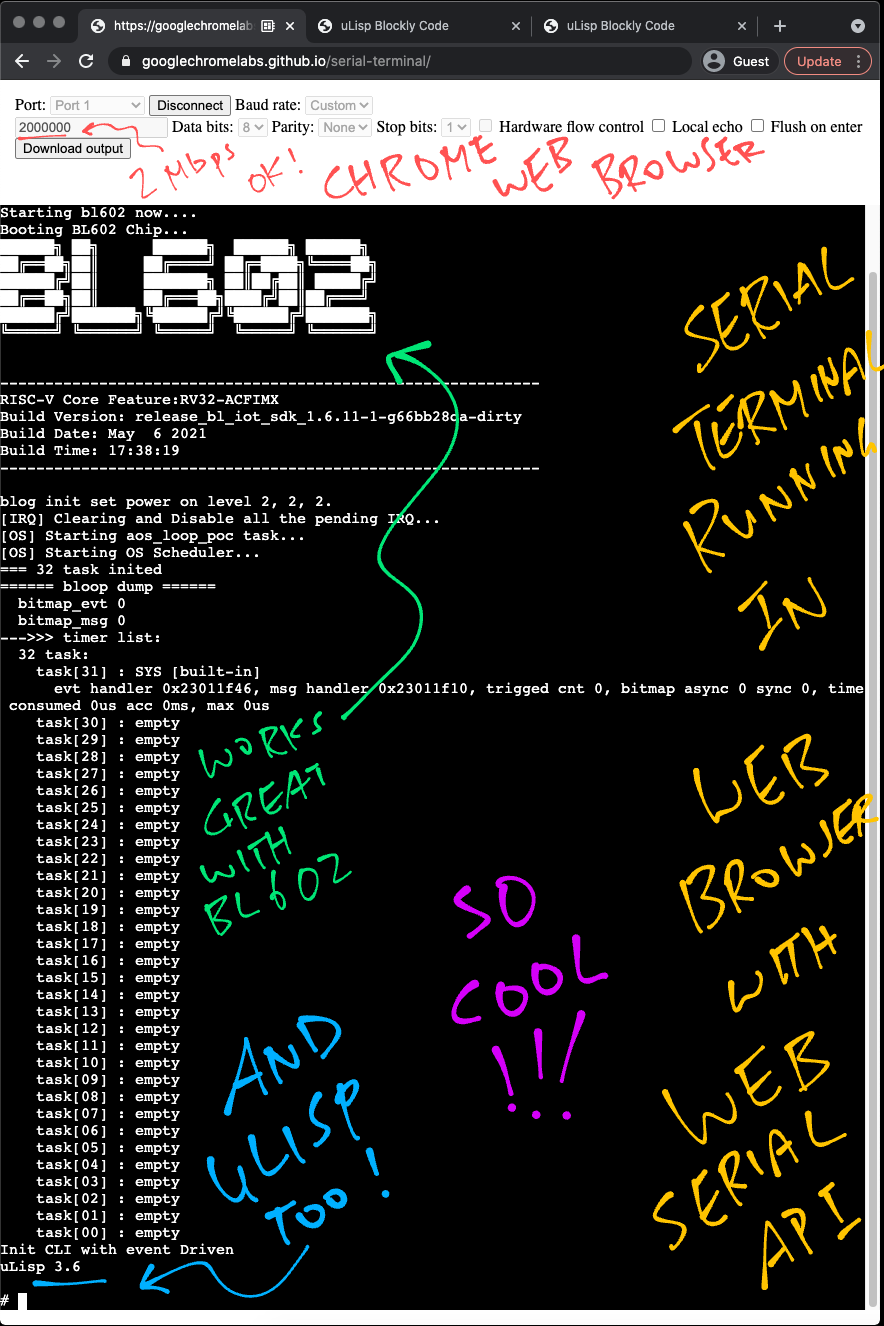 https://googlechromelab
uLisp Blockly Code
uLisp Blockly Code
googlechromelabs.github.io/serial-terminal/
Guest
Update
Port: Port 1 Disconnect Baud rate: Custom
2000000 Data bits: 8 Parity: None Stop bits: 1 Hardware flow control Local echo Flush on enter
Download output
2 Mbps OK! CHROME WEB BROWSER
Starting bl602 now....
Booting BL602 Chip...
BL602
------------------------------------------------------------
RISC-V Core Feature:RV32-ACFIMX
Build Version: release_bl_iot_sdk_1.6.11-1-g66bb28da-dirty
Build Date: May  6 2021
Build Time: 17:38:19
------------------------------------------------------------
blog init set power on level 2, 2, 2.
[IRQ] Clearing and Disable all the pending IRQ...
[OS] Starting aos_loop_poc task...
[OS] Starting OS Scheduler...
=== 32 task inited
====== bloop dump ======
bitmap_evt 0
bitmap_msg 0
--->>> timer list:
32 task:
task[31] : SYS [built-in]
evt handler 0x23011f46, msg handler 0x23011f10, trigged cnt 0, bitmap async 0 sync 0, time
consumed 0us acc 0ms, max 0us
task[30] : empty
task[29] : empty
task[28] : empty
task[27] : empty
task[26] : empty
task[25] : empty
task[24] : empty
task[23] : empty
task[22] : empty
task[21] : empty
task[20] : empty
task[19] : empty
task[18] : empty
task[17] : empty
task[16] : empty
task[15] : empty
task[14] : empty
task[13] : empty
task[12] : empty
task[11] : empty
task[10] : empty
task[09] : empty
task[08] : empty
task[07] : empty
task[06] : empty
task[05] : empty
task[04] : empty
task[03] : empty
task[02] : empty
task[01] : empty
task[00] : empty
Init CLI with event Driven
uLisp 3.6
#
SERIAL
TERMINAL
RUNNING
IN
WEB
BROWSER
WITH
WEB
SERIAL
API
WORKS
GREAT
WITH
BL602
SO
COOL
!!!
AND
uLISP
TOO!